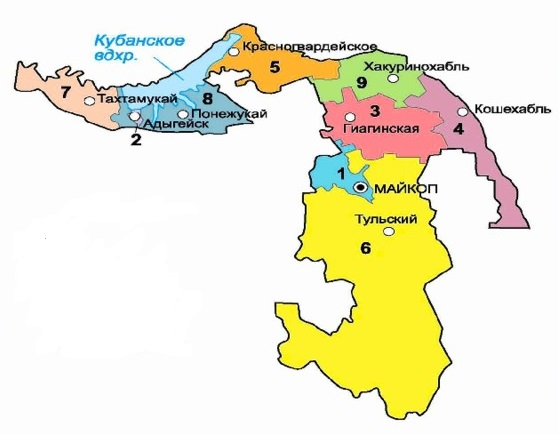 Кубанское
вдхр.
Красногвардейское
5
Хакуринохабль
9
7
Тахтамукай
8
Понежукай
Адыгейск
2
3
Гиагинская
Кошехабль
4
1
МАЙКОП
Тульский
6